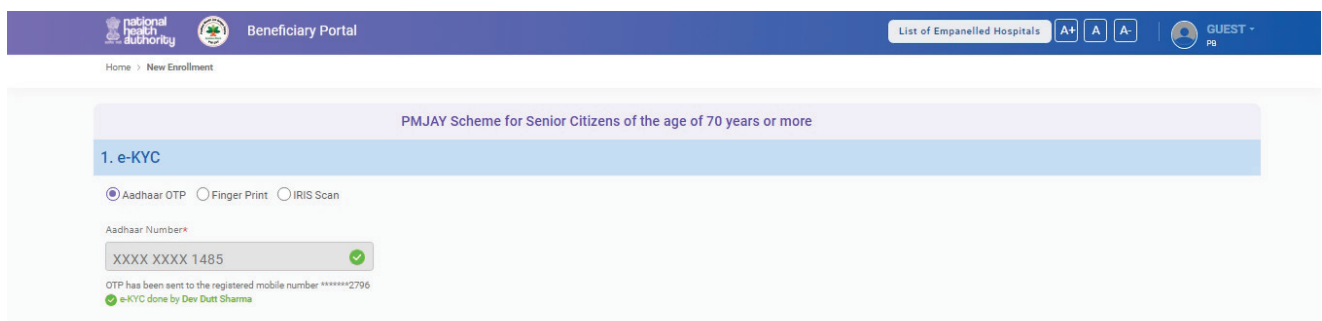 national
health
authority
Beneficiary Portal
List of Empanelled Hospitals
A+ A A-
GUEST
PB
Home > New Enrollment
PMJAY Scheme for Senior Citizens of the age of 70 years or more
1. e-KYC
Aadhaar OTP Finger Print IRIS Scan
Aadhaar Number*
XXXX XXXX 1485
OTP has been sent to the registered mobile number *******2796
e-KYC done by Dev Dutt Sharma